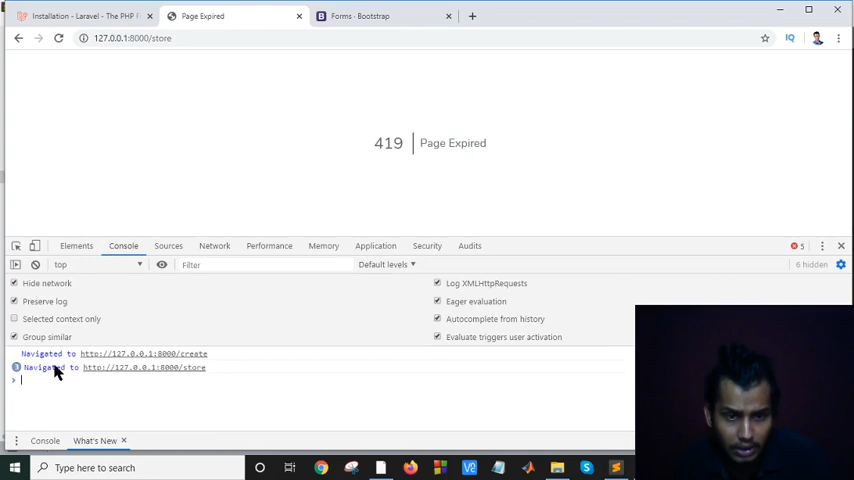 Installation - Laravel - The PHP F
Page Expired
Forms · Bootstrap
127.0.0.1:8000/store
IQ
419
Page Expired
Elements
Console
Sources
Network
Performance
Memory
Application
Security
Audits
5
top
Filter
Default levels
6 hidden
Hide network
Log XMLHttpRequests
Preserve log
Eager evaluation
Selected context only
Autocomplete from history
Group similar
Evaluate triggers user activation
Navigated to http://127.0.0.1:8000/create
3 Navigated to http://127.0.0.1:8000/store
Console
What's New
Type here to search